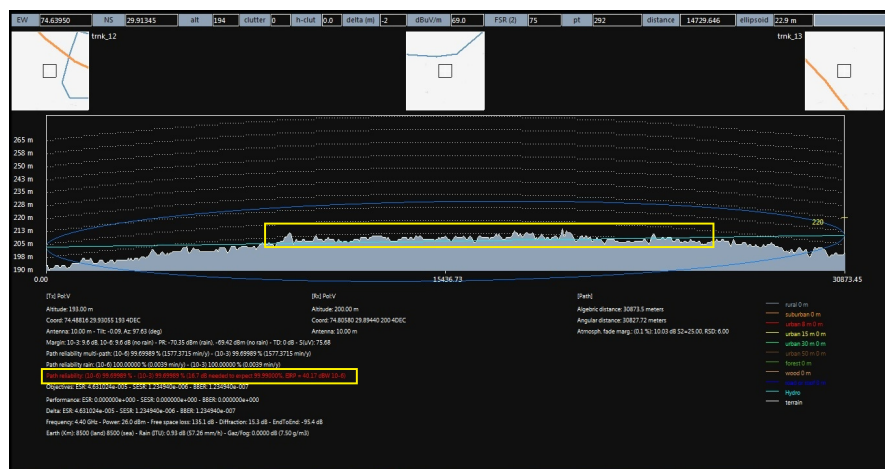 EW 74.63950 NS 29.91345 alt 194 clutter 0 h-clut 0.0 delta (m) -2 dBuV/m 69.0 FSR (2) 75 pt 292 distance 14729.646 ellipsoid 22.9 m
trnk_12 trnk_13
265 m
258 m
250 m
243 m
235 m
228 m
220 m
220
213 m
205 m
198 m
190 m
0.00 15436.73 30873.45
[Tx] Pol:V [Rx] Pol:V [Path]
Altitude: 193.00 m Altitude: 200.00 m Algebric distance: 30873.5 meters
Coord: 74.48816 29.93055 193 4DEC Coord: 74.80580 29.89440 200 4DEC Angular distance: 30827.72 meters
Antenna: 10.00 m - Tilt: -0.09, Az: 97.63 (deg) Antenna: 10.00 m Atmosph. fade marg.: (0.1 %): 10.03 dB S2+25.00, RSD: 6.00
Margin: 10-3: 9.6 dB, 10-6: 9.6 dB (no rain) - PR: -70.35 dBm (rain), -69.42 dBm (no rain) - TD: 0 dB - S(uV): 75.68
Path reliability multi-path: (10-6) 99.69989 % (1577.3715 min/y) - (10-3) 99.69989 % (1577.3715 min/y)
Path reliability rain: (10-6) 100.00000 % (0.0039 min/y) - (10-3) 100.00000 % (0.0039 min/y)
Path reliability: (10-6) 99.69989 % - (10-3) 99.69989 %
Objectives: ESR: 4.631024e-005 - SESR: 1.234940e-006 - BBER: 1.234940e-007
Performance: ESR: 0.000000e+000 - SESR: 0.000000e+000 - BBER: 0.000000e+000
Delta: ESR: 4.631024e-005 - SESR: 1.234940e-006 - BBER: 1.234940e-007
Frequency: 4.40 GHz - Power: 26.0 dBm - Free space loss: 135.1 dB - Diffraction: 15.3 dB - EndToEnd: -95.4 dB
Earth (Km): 8500 (land) 8500 (sea) - Rain (ITU): 0.93 dB (57.26 mm/h) - Gaz/Fog: 0.0000 dB (7.50 g/m3)
rural 0 m
suburban 0 m
urban 8 m 0 m
urban 15 m 0 m
urban 30 m 0 m
urban 50 m 0 m
forest 0 m
wood 0 m
Hydro
terrain